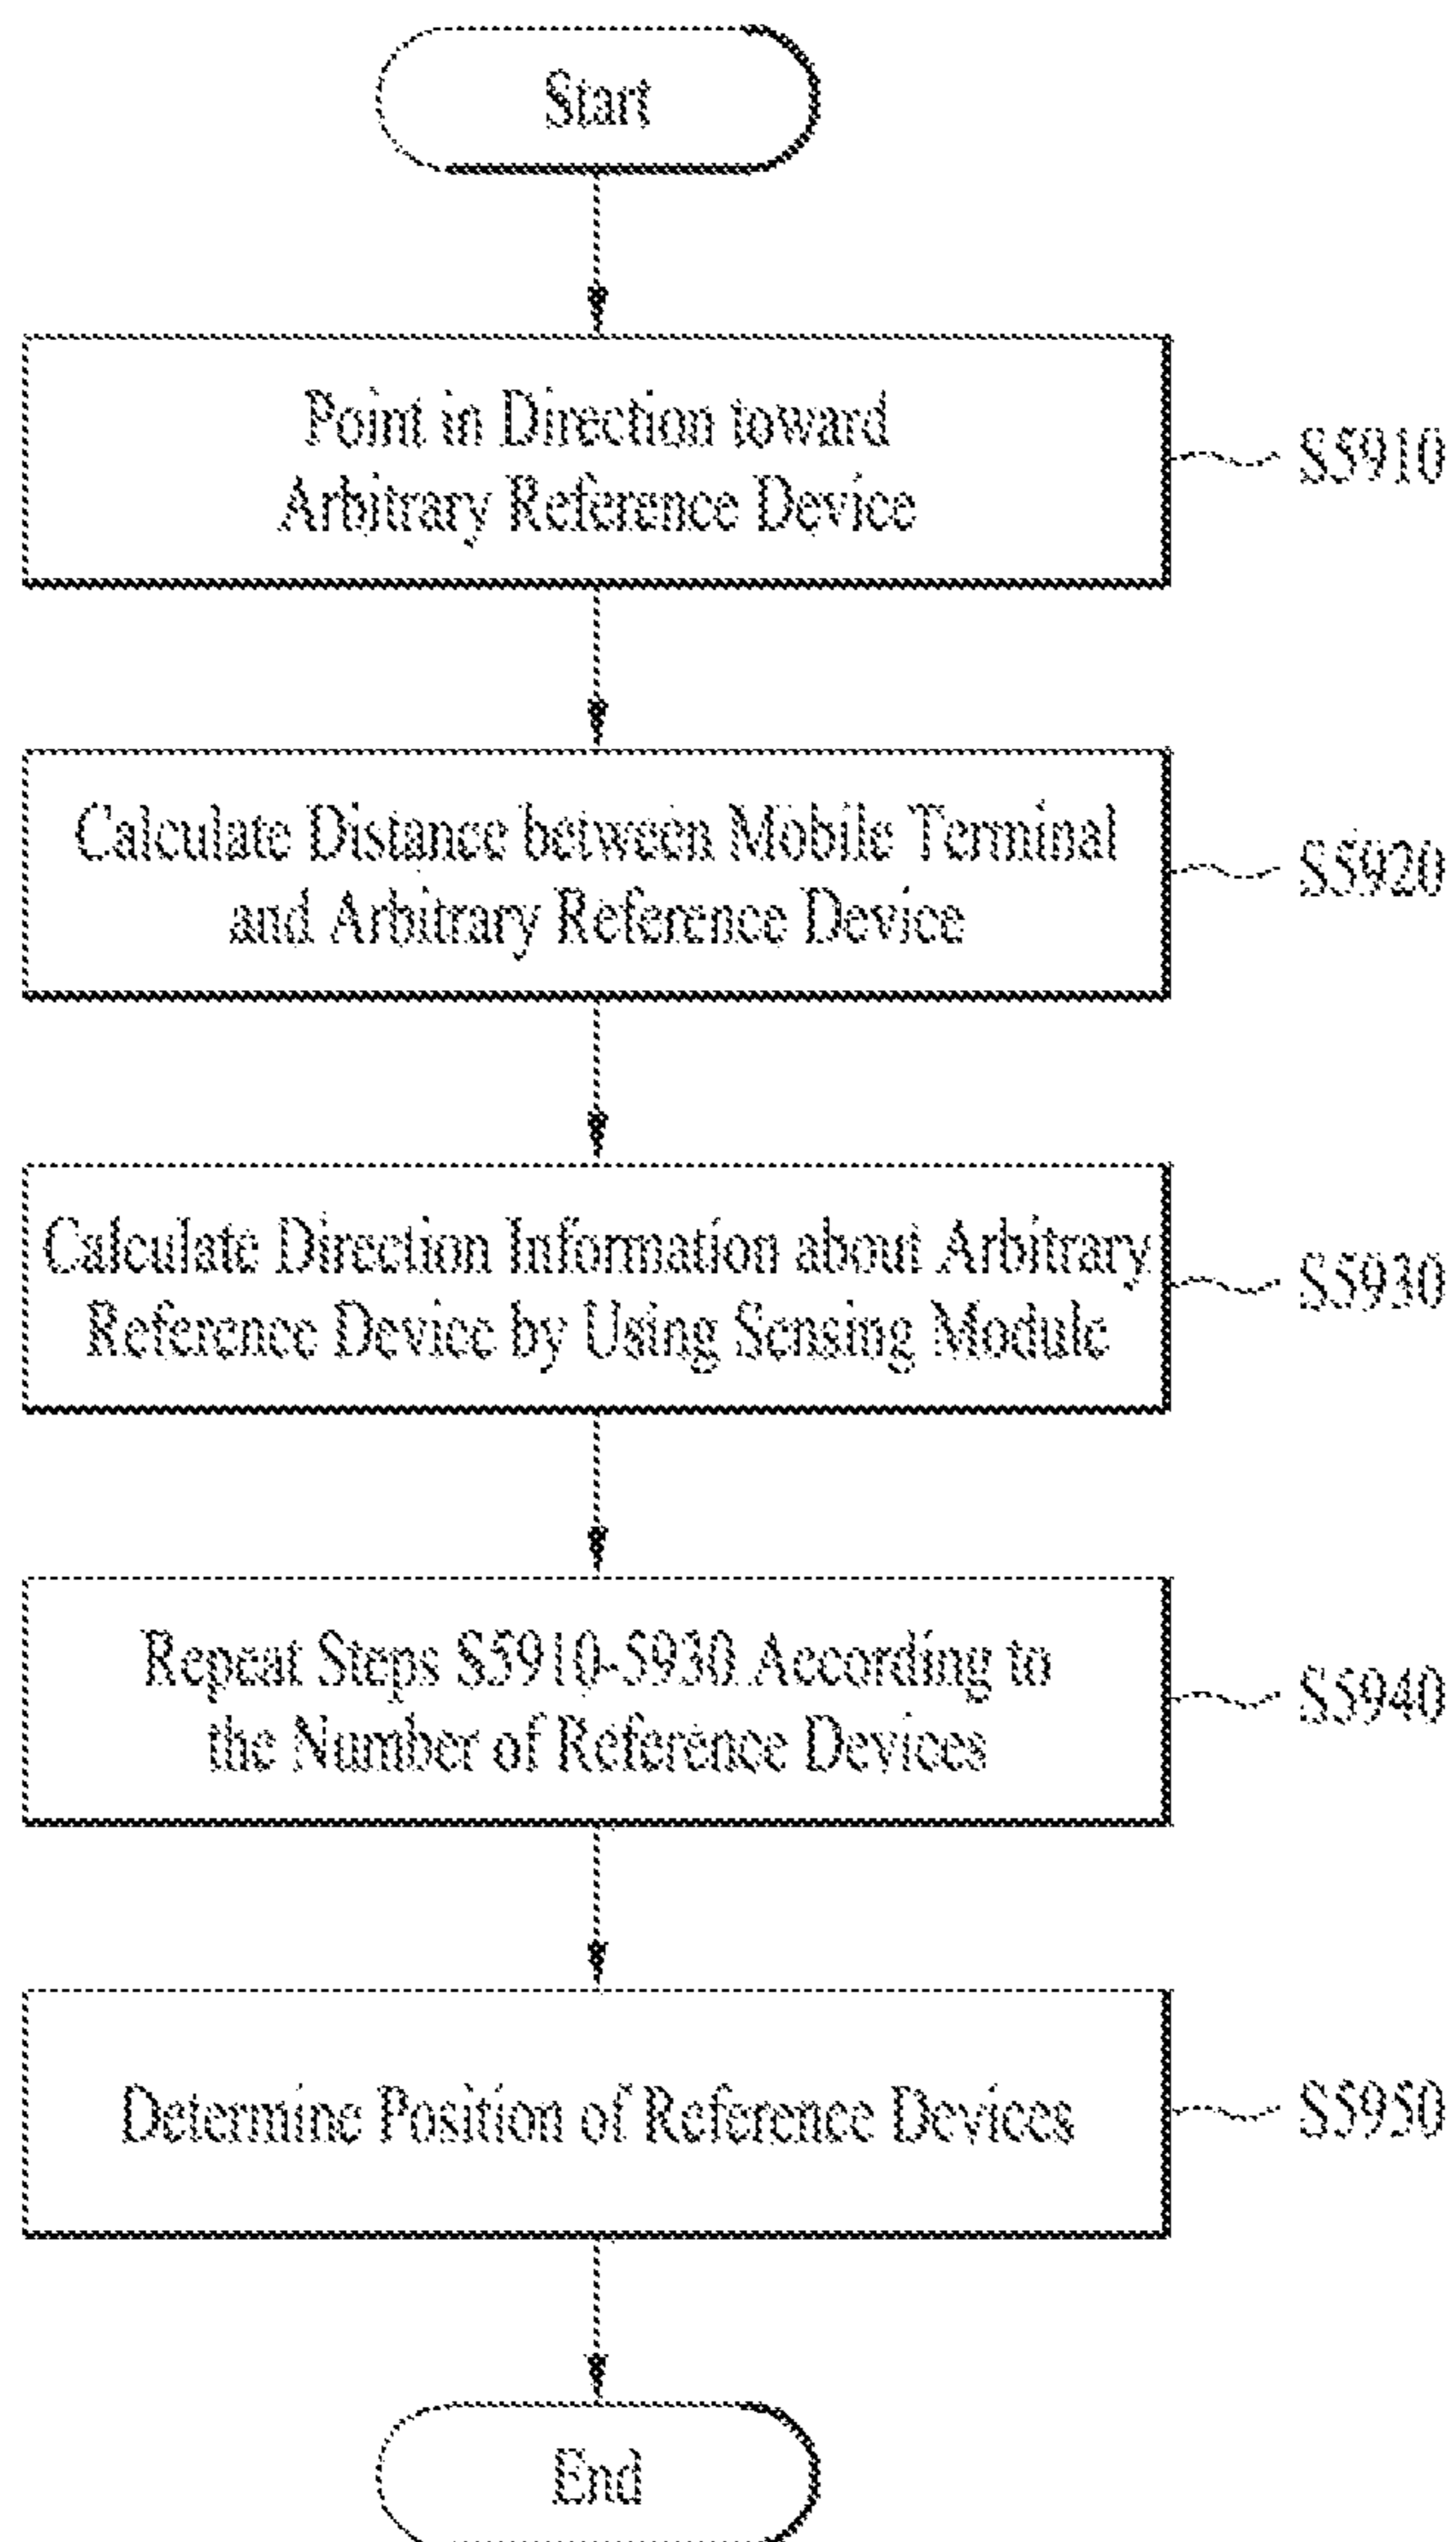 Start
Point in Direction toward
Arbitrary Reference Device
S5910
Calculate Distance between Mobile Terminal
and Arbitrary Reference Device
S5920
Calculate Direction Information about Arbitrary
Reference Device by Using Sensing Module
S5930
Repeat Steps S5910-5930 According to
the Number of Reference Devices
S5940
Determine Position of Reference Devices
S5950
End